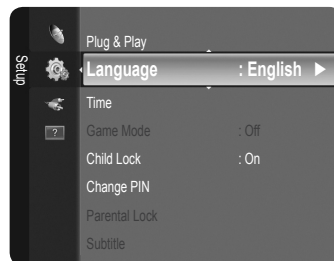 Setup
Plug & Play
Language : English ►
Time
Game Mode : Off
Child Lock : On
Change PIN
Parental Lock
Subtitle
?